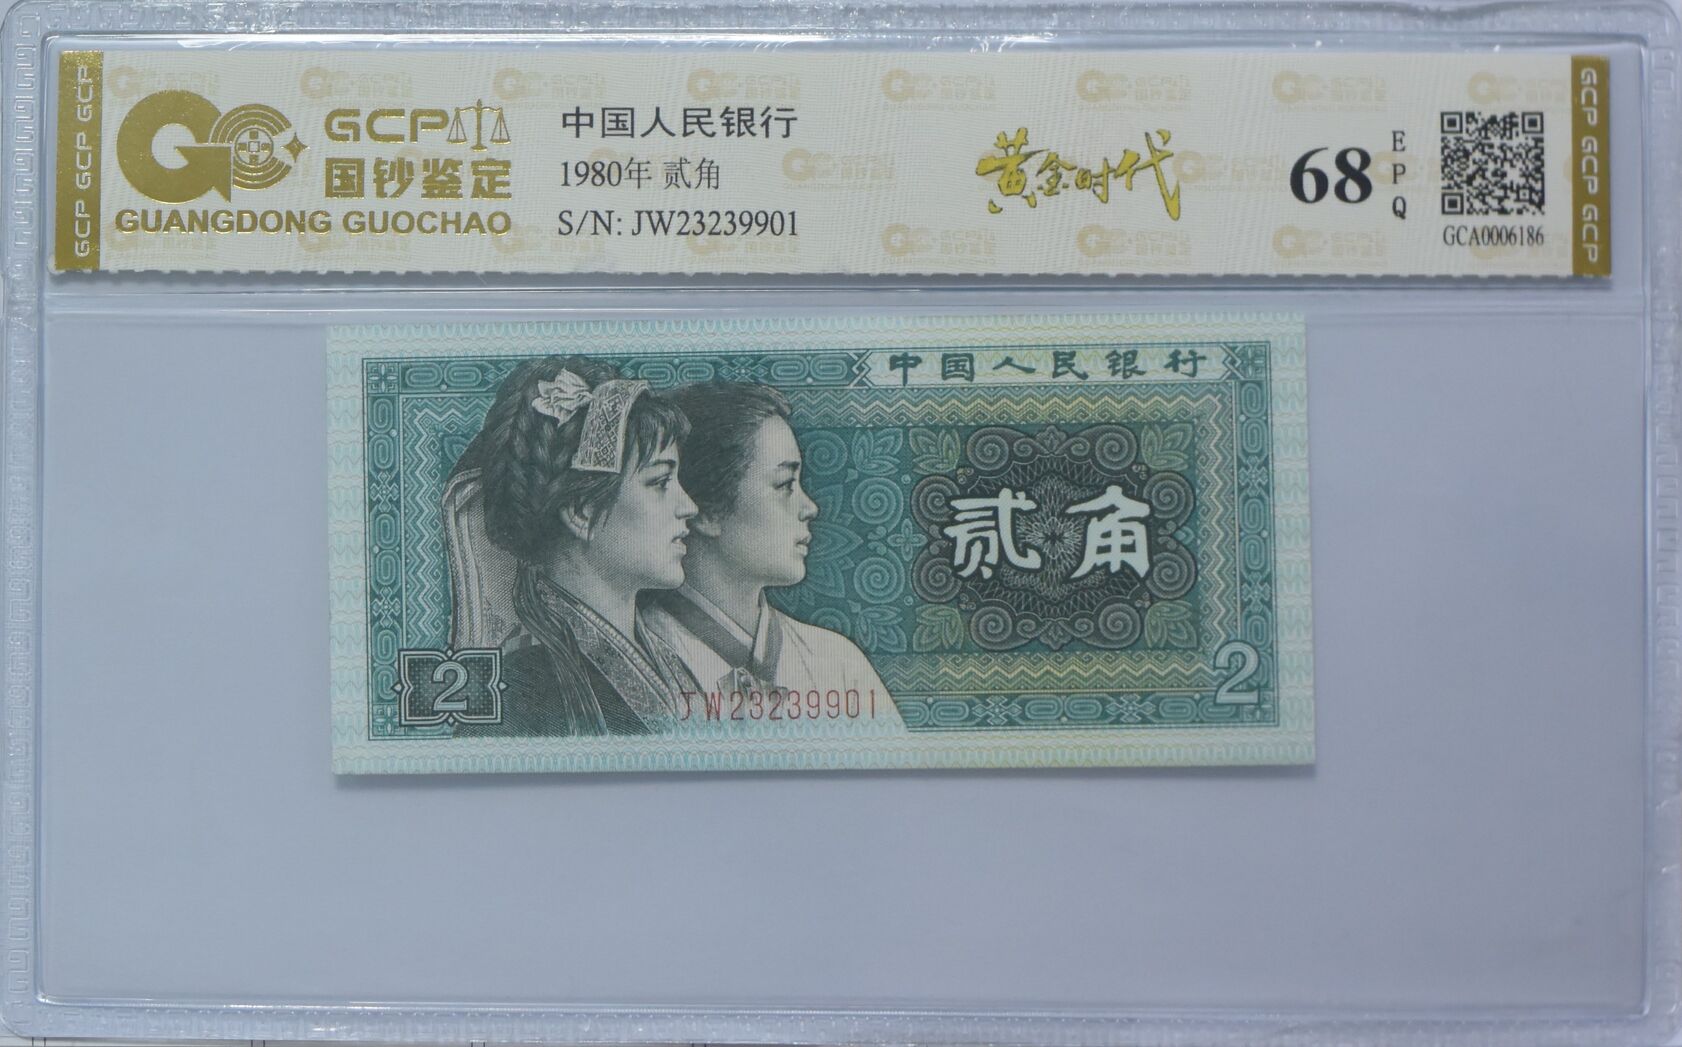 GCP GCP GCP
GCP
国钞鉴定
GUANGDONG GUOCHAO
中国人民银行
1980年 贰角
S/N: JW23239901
黄金时代
68
EPQ
GCA0006186
GCP GCP GCP
中国人民银行
贰角
2
2
JW23239901